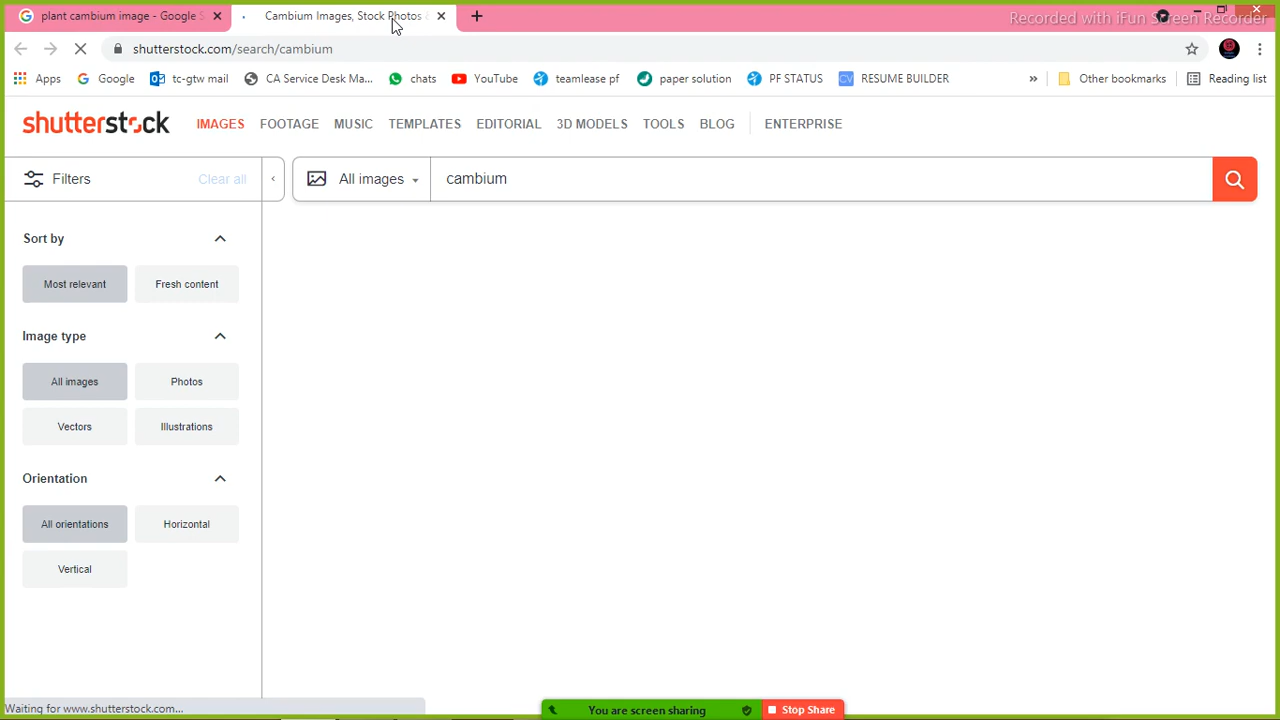 plant cambium image - Google S
Cambium Images, Stock Photos
Recorded with iFun Screen Recorder
shutterstock.com/search/cambium
Apps
Google
tc-gtw mail
CA Service Desk Ma...
chats
YouTube
teamlease pf
paper solution
PF STATUS
CV
RESUME BUILDER
»
Other bookmarks
Reading list
shutterstock
IMAGES
FOOTAGE
MUSIC
TEMPLATES
EDITORIAL
3D MODELS
TOOLS
BLOG
ENTERPRISE
Filters
Clear all
All images
cambium
Sort by
Most relevant
Fresh content
Image type
All images
Photos
Vectors
Illustrations
Orientation
All orientations
Horizontal
Vertical
Waiting for www.shutterstock.com...
You are screen sharing
Stop Share